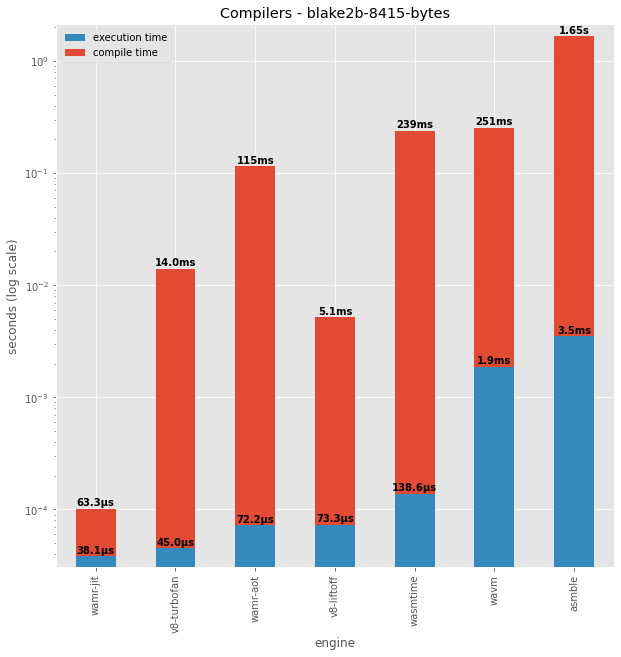 Compilers - blake2b-8415-bytes
execution time
compile time
1.65s
10^0
251ms
239ms
115ms
10^-1
14.0ms
10^-2
5.1ms
3.5ms
1.9ms
10^-3
63.3μs
138.6μs
10^-4
72.2μs
73.3μs
45.0μs
38.1μs
seconds (log scale)
wamr-jit
v8-turbofan
wamr-aot
v8-liftoff
wasmtime
wavm
asmble
engine